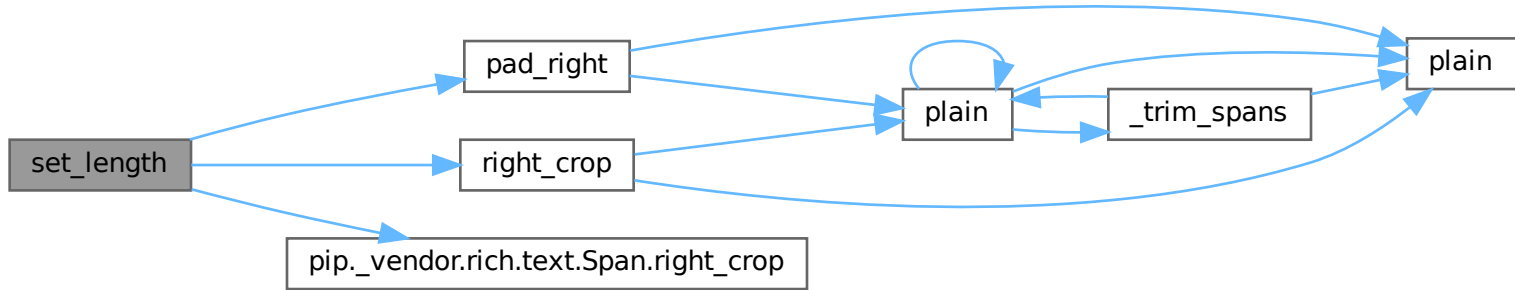 set_length
pad_right
right_crop
pip._vendor.rich.text.Span.right_crop
plain
_trim_spans
plain